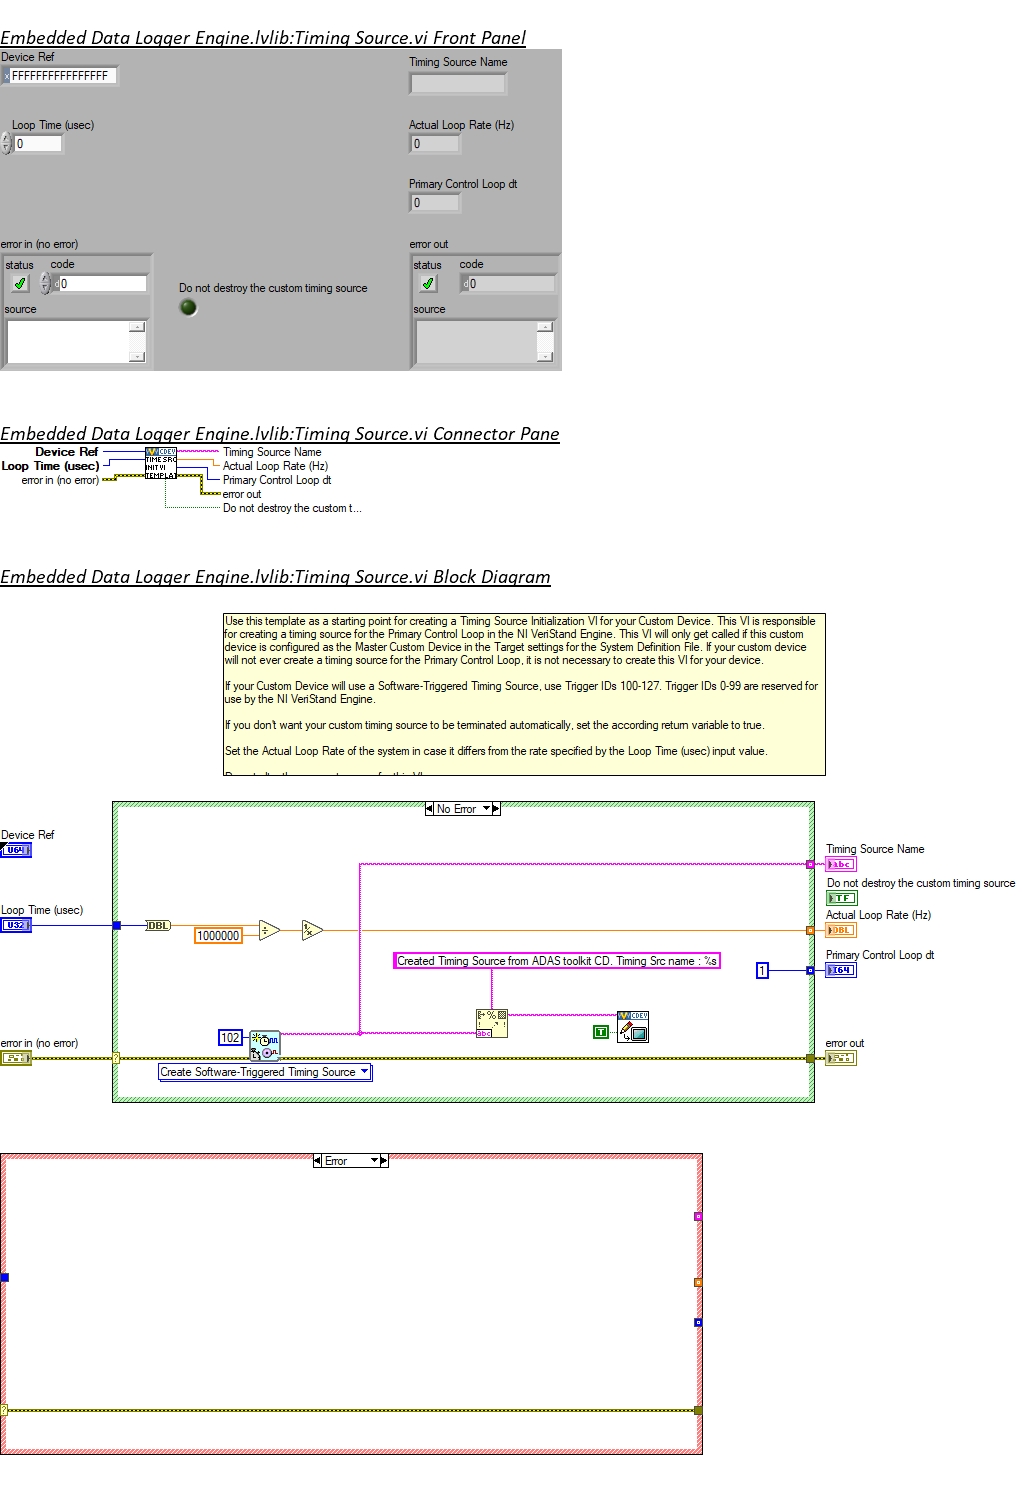 Embedded Data Logger Engine.lvlib:Timing Source.vi Front Panel
Device Ref
x FFFFFFFFFFFFFFFF
Timing Source Name
Loop Time (usec)
0
Actual Loop Rate (Hz)
0
Primary Control Loop dt
0
error in (no error)
status code
d 0
source
Do not destroy the custom timing source
error out
status code
d 0
source
Embedded Data Logger Engine.lvlib:Timing Source.vi Connector Pane
Device Ref
Loop Time (usec)
error in (no error)
CDEV
TIME SRC
INIT VI
TEMPLAT
Timing Source Name
Actual Loop Rate (Hz)
Primary Control Loop dt
error out
Do not destroy the custom t...
Embedded Data Logger Engine.lvlib:Timing Source.vi Block Diagram
Use this template as a starting point for creating a Timing Source Initialization VI for your Custom Device. This VI is responsible
for creating a timing source for the Primary Control Loop in the NI VeriStand Engine. This VI will only get called if this custom
device is configured as the Master Custom Device in the Target settings for the System Definition File. If your custom device
will not ever create a timing source for the Primary Control Loop, it is not necessary to create this VI for your device.
If your Custom Device will use a Software-Triggered Timing Source, use Trigger IDs 100-127. Trigger IDs 0-99 are reserved for
use by the NI VeriStand Engine.
If you don't want your custom timing source to be terminated automatically, set the according return variable to true.
Set the Actual Loop Rate of the system in case it differs from the rate specified by the Loop Time (usec) input value.
No Error
Device Ref
U64
Timing Source Name
abc
Do not destroy the custom timing source
TF
Loop Time (usec)
U32
DBL
1000000
÷
1/x
Actual Loop Rate (Hz)
DBL
Created Timing Source from ADAS toolkit CD. Timing Src name : %s
1
Primary Control Loop dt
I64
102
abc
T
CDEV
error in (no error)
?
error out
Create Software-Triggered Timing Source
Error
?